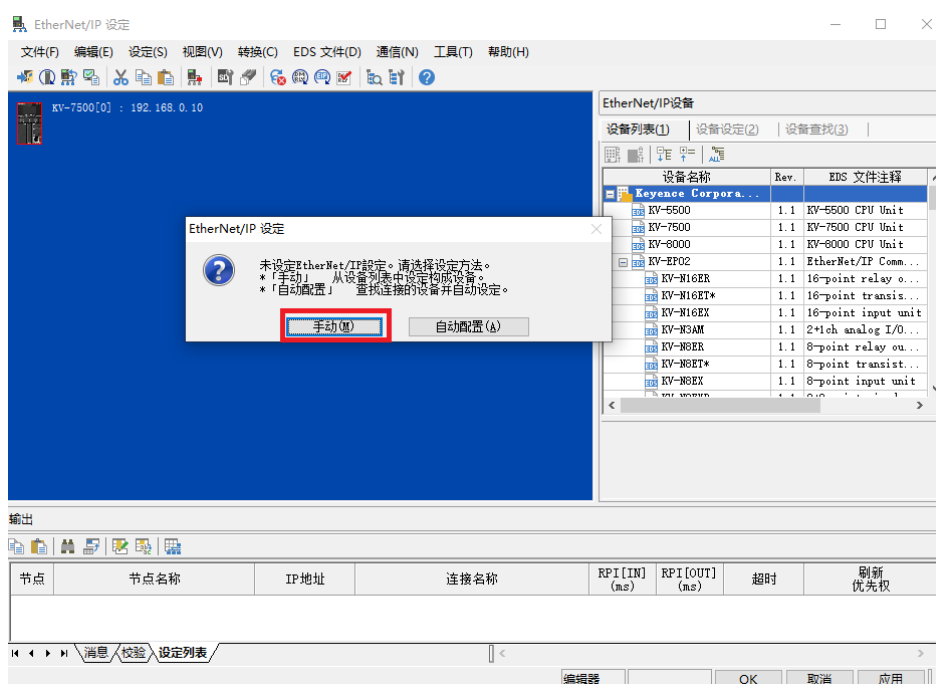 EtherNet/IP 设定
文件(F) 编辑(E) 设定(S) 视图(V) 转换(C) EDS 文件(D) 通信(N) 工具(T) 帮助(H)
KV-7500[0] : 192.168.0.10
EtherNet/IP设备
设备列表(1) 设备设定(2) 设备查找(3)
设备名称 Rev. EDS 文件注释
Keyence Corpora...
KV-5500 1.1 KV-5500 CPU Unit
KV-7500 1.1 KV-7500 CPU Unit
KV-8000 1.1 KV-8000 CPU Unit
KV-EP02 1.1 EtherNet/IP Comm...
KV-N16ER 1.1 16-point relay o...
KV-N16ET* 1.1 16-point transis...
KV-N16EX 1.1 16-point input unit
KV-N3AM 1.1 2+1ch analog I/O...
KV-N8ER 1.1 8-point relay ou...
KV-N8ET* 1.1 8-point transist...
KV-N8EX 1.1 8-point input unit
EtherNet/IP 设定
未设定EtherNet/IP設定。请选择设定方法。
*「手动」 从设备列表中设定构成设备。
*「自动配置」 查找连接的设备并自动设定。
手动(M) 自动配置(A)
输出
节点 节点名称 IP地址 连接名称 RPI[IN] (ms) RPI[OUT] (ms) 超时 刷新 优先权
消息 校验 设定列表
编辑器 OK 取消 应用